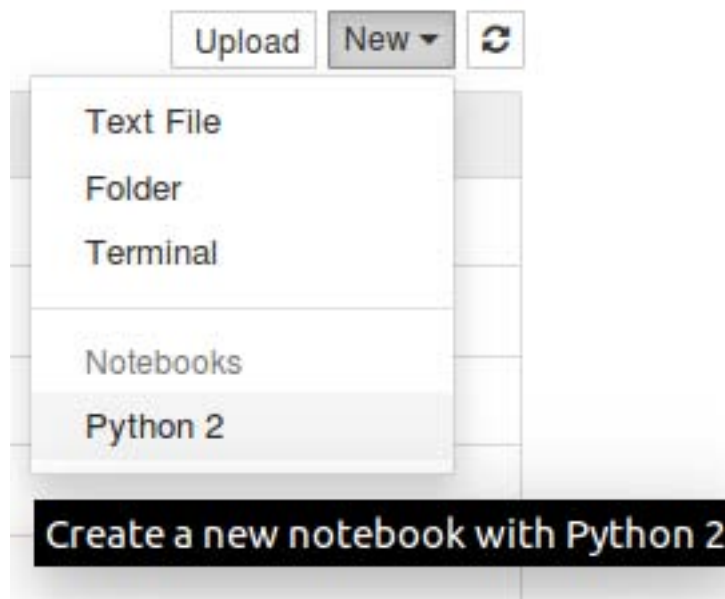 Upload New
Text File
Folder
Terminal
Notebooks
Python 2
Create a new notebook with Python 2